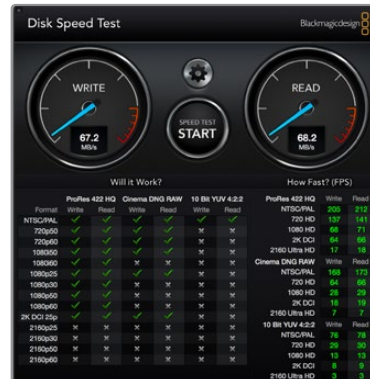 Disk Speed Test
Blackmagicdesign
WRITE
67.2
MB/s
SPEED TEST
START
READ
68.2
MB/s
Will it Work?
ProRes 422 HQ Cinema DNG RAW 10 Bit YUV 4:2:2
Format Write Read Write Read Write Read
NTSC/PAL
720p50
720p60
1080i50
1080i60
1080p25
1080p30
1080p50
1080p60
2K DCI 25p
2160p25
2160p30
2160p50
2160p60
How Fast? (FPS)
ProRes 422 HQ Write Read
NTSC/PAL 205 212
720 HD 137 141
1080 HD 68 71
2K DCI 64 66
2160 Ultra HD 17 18
Cinema DNG RAW Write Read
NTSC/PAL 168 173
720 HD 64 66
1080 HD 28 29
2K DCI 18 19
2160 Ultra HD 7 7
10 Bit YUV 4:2:2 Write Read
NTSC/PAL 76 78
720 HD 29 30
1080 HD 13 13
2K DCI 8 9
2160 Ultra HD 3 3